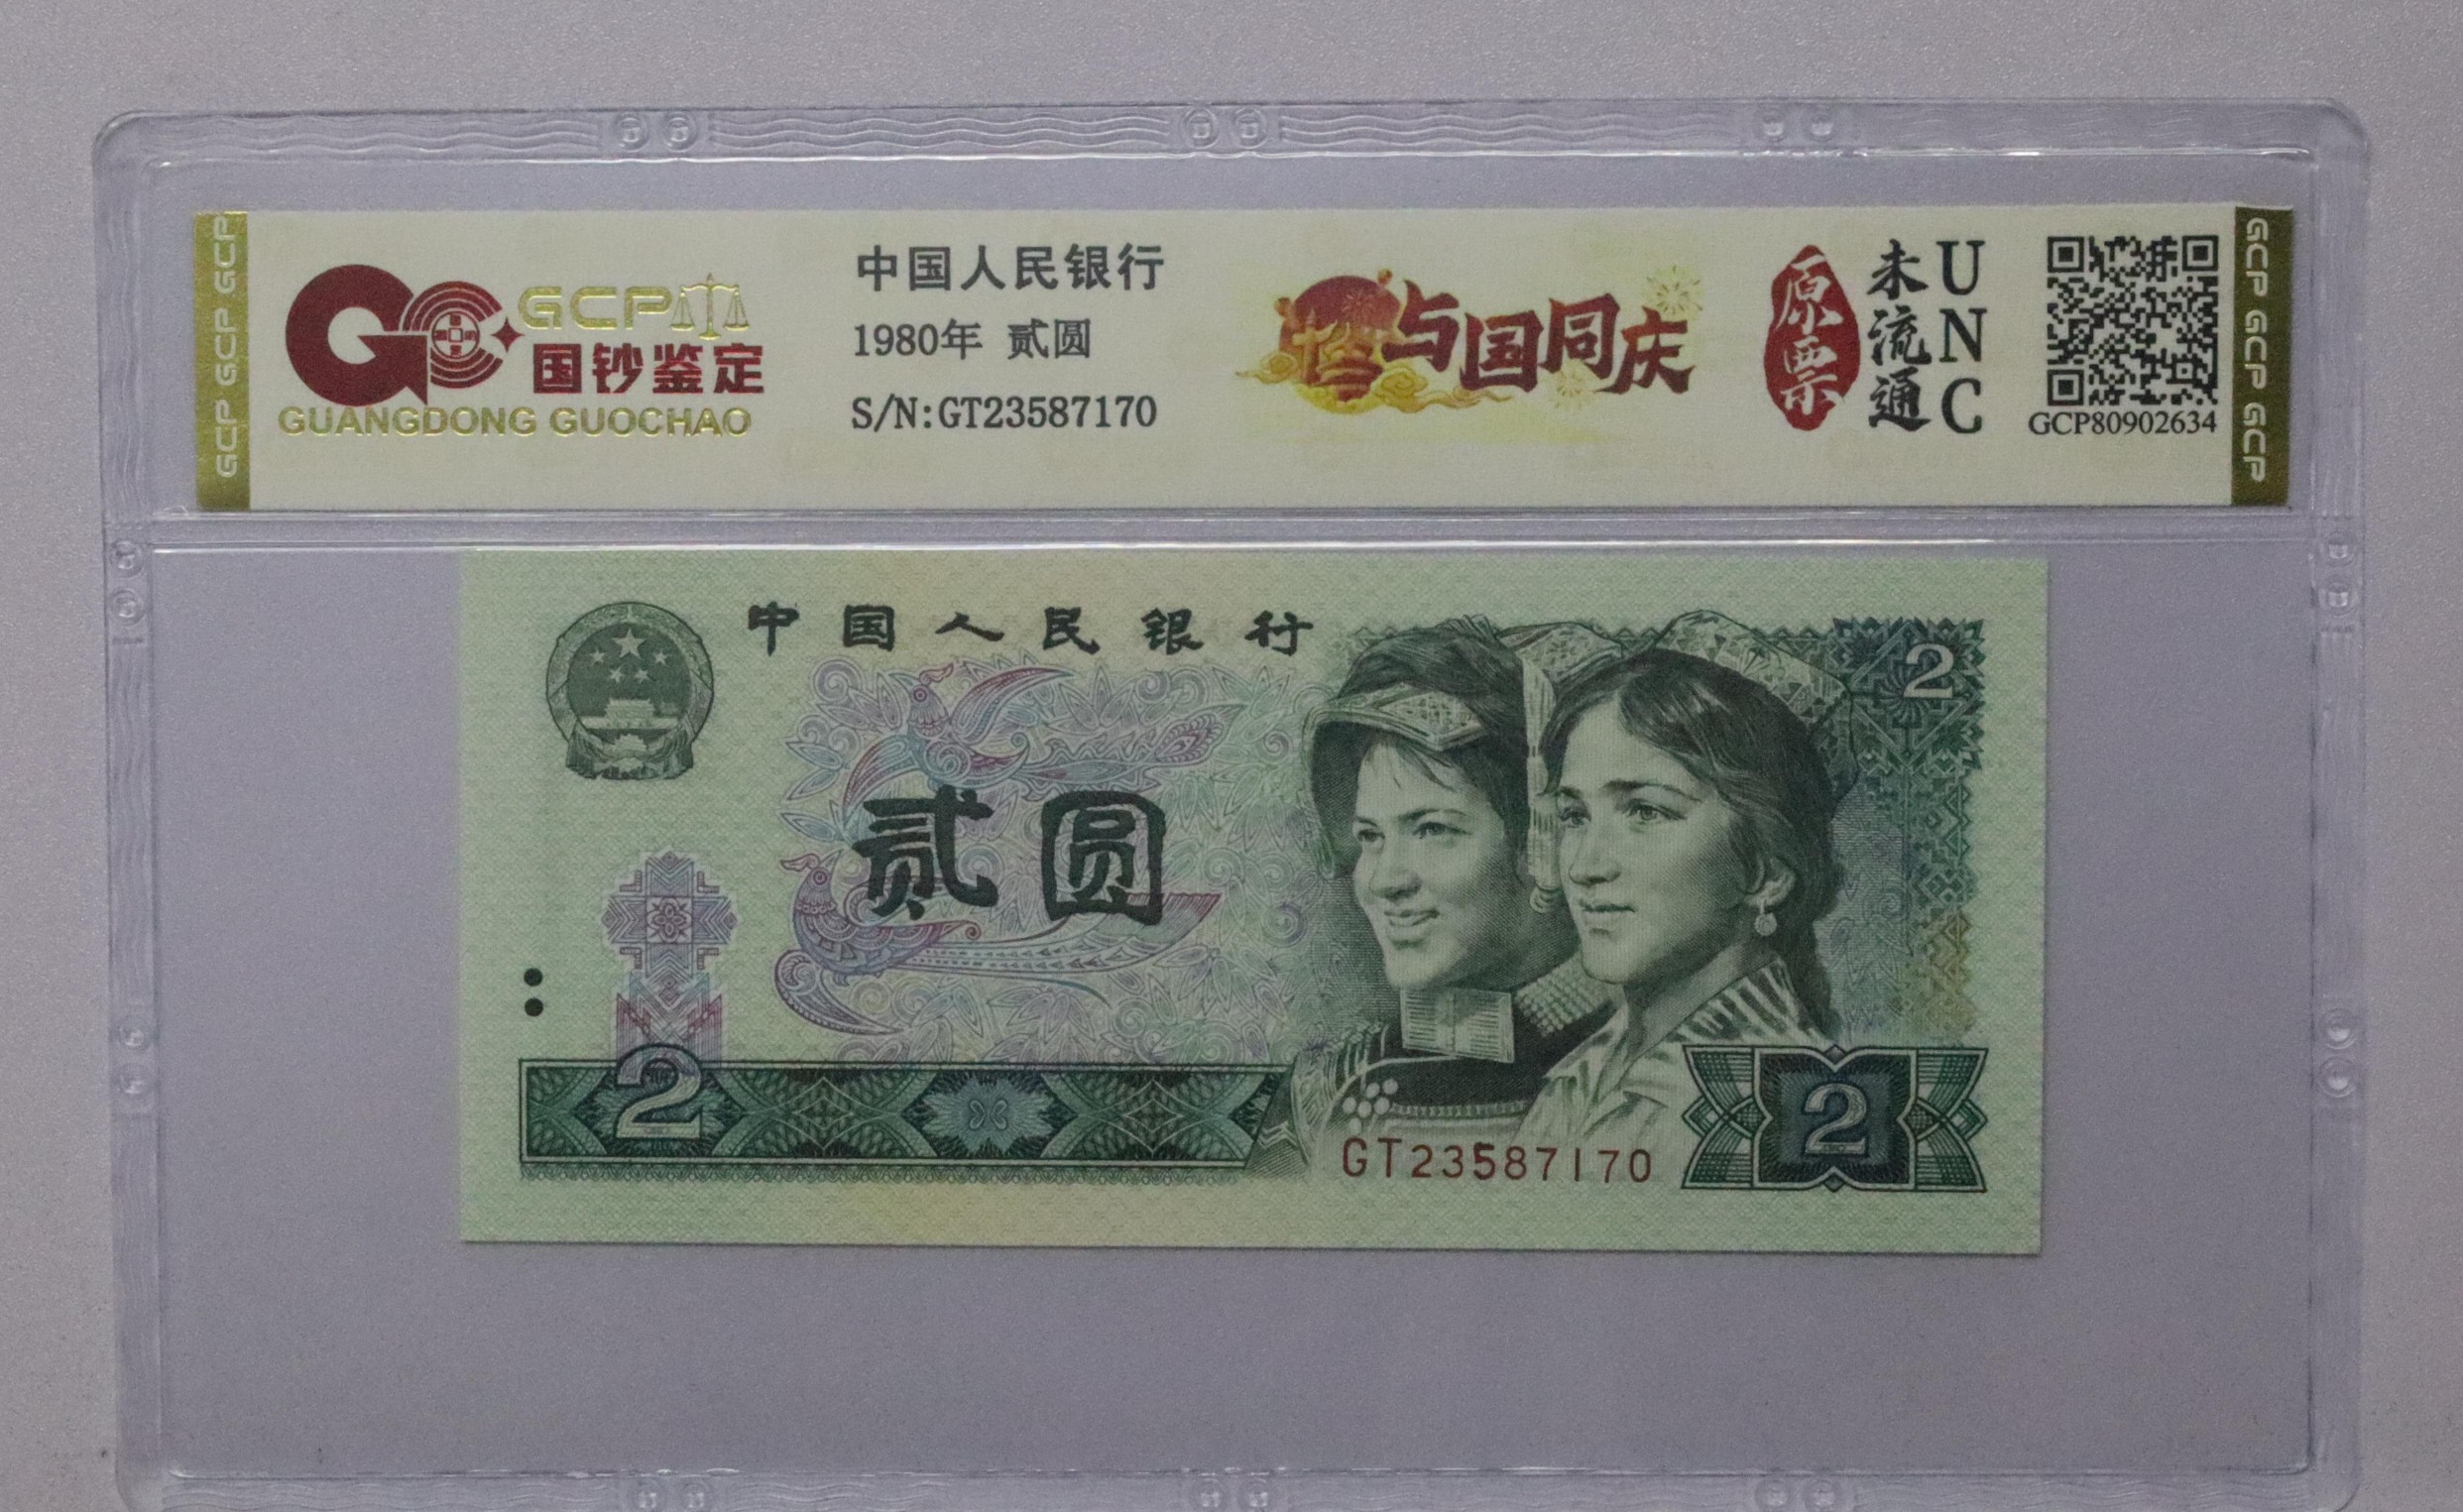 GCP GCP GCP
GCP
国钞鉴定
GUANGDONG GUOCHAO
中国人民银行
1980年 贰圆
S/N:GT23587170
与国同庆
原票
未流通
UNC
GCP80902634
GCP GCP GCP
中国人民银行
2
贰圆
2
2
GT23587170